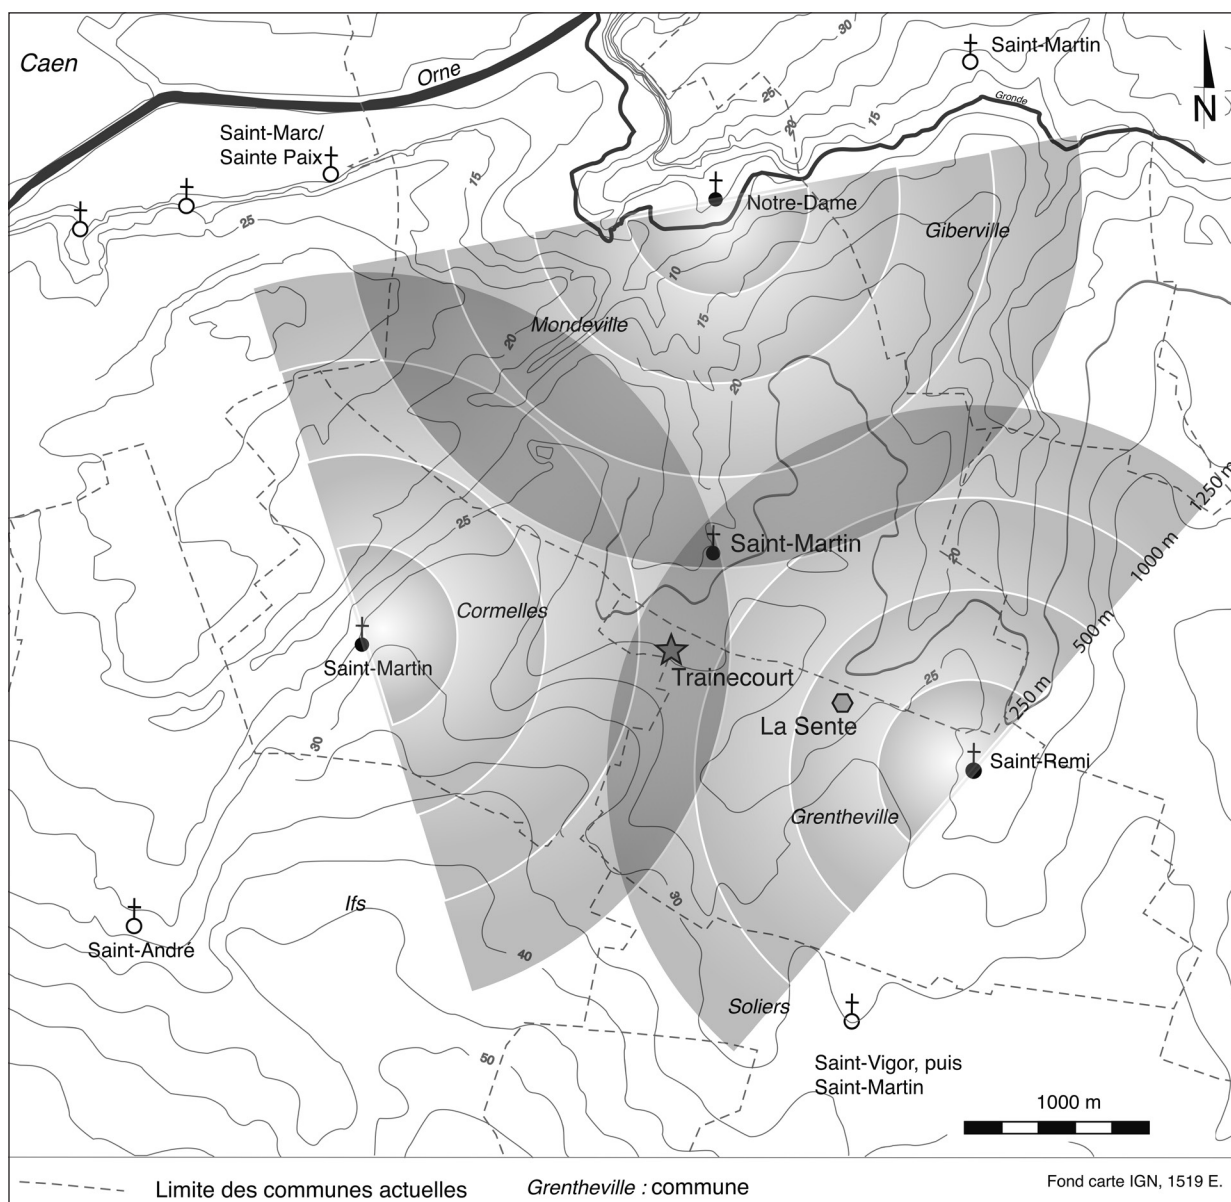 Caen
Orne
30
Saint-Martin
N
Gronde
25
20
15
Saint-Marc/
Sainte Paix
15
25
Notre-Dame
Giberville
10
15
Mondeville
20
20
1250 m
25
Saint-Martin
20
1000 m
Cormelles
500 m
Saint-Martin
Trainecourt
25
250 m
La Sente
30
Saint-Remi
Grentheville
30
Ifs
Saint-André
40
Soliers
50
Saint-Vigor, puis
Saint-Martin
1000 m
Limite des communes actuelles
Grentheville : commune
Fond carte IGN, 1519 E.